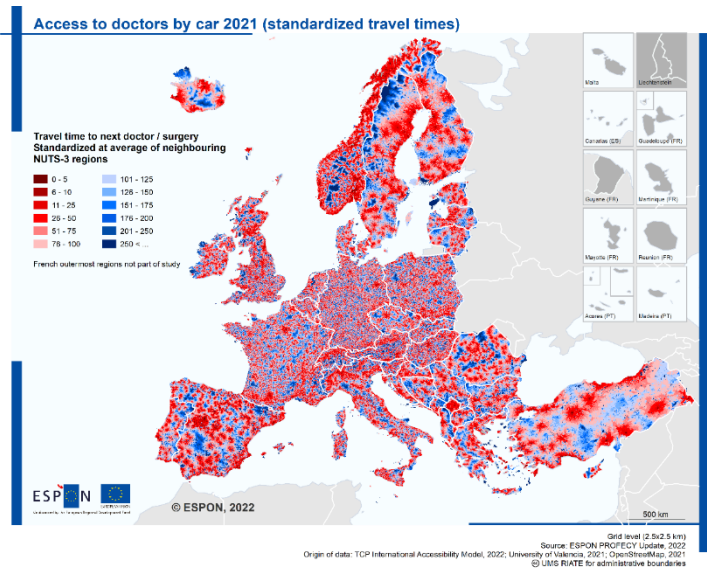 Access to doctors by car 2021 (standardized travel times)
Travel time to next doctor / surgery
Standardized at average of neighbouring
NUTS-3 regions
0 - 5
6 - 10
11 - 25
26 - 50
51 - 75
76 - 100
101 - 125
126 - 150
151 - 175
176 - 200
201 - 250
250 < ...
French outermost regions not part of study
Malta
Liechtenstein
Canarias (ES)
Guadeloupe (FR)
Guyane (FR)
Martinique (FR)
Mayotte (FR)
Reunion (FR)
Acores (PT)
Madeira (PT)
ESPON
© ESPON, 2022
500 km
Grid level (2.5x2.5 km)
Source: ESPON PROFECY Update, 2022
Origin of data: TCP International Accessibility Model, 2022; University of Valencia, 2021; OpenStreetMap, 2021
UMS RIATE for administrative boundaries